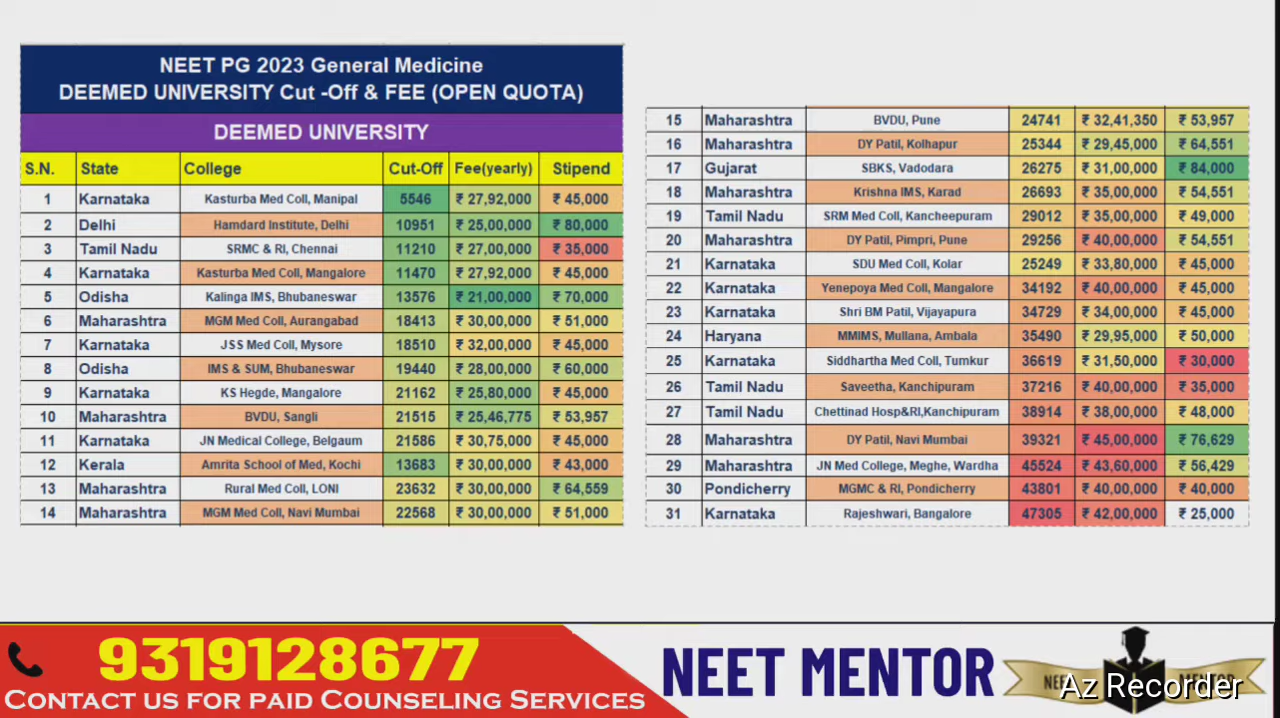 NEET PG 2023 General Medicine
DEEMED UNIVERSITY Cut -Off & FEE (OPEN QUOTA)
DEEMED UNIVERSITY
S.N. State College Cut-Off Fee(yearly) Stipend
1 Karnataka Kasturba Med Coll, Manipal 5546 ₹ 27,92,000 ₹ 45,000
2 Delhi Hamdard Institute, Delhi 10951 ₹ 25,00,000 ₹ 80,000
3 Tamil Nadu SRMC & RI, Chennai 11210 ₹ 27,00,000 ₹ 35,000
4 Karnataka Kasturba Med Coll, Mangalore 11470 ₹ 27,92,000 ₹ 45,000
5 Odisha Kalinga IMS, Bhubaneswar 13576 ₹ 21,00,000 ₹ 70,000
6 Maharashtra MGM Med Coll, Aurangabad 18413 ₹ 30,00,000 ₹ 51,000
7 Karnataka JSS Med Coll, Mysore 18510 ₹ 32,00,000 ₹ 45,000
8 Odisha IMS & SUM, Bhubaneswar 19440 ₹ 28,00,000 ₹ 60,000
9 Karnataka KS Hegde, Mangalore 21162 ₹ 25,80,000 ₹ 45,000
10 Maharashtra BVDU, Sangli 21515 ₹ 25,46,775 ₹ 53,957
11 Karnataka JN Medical College, Belgaum 21586 ₹ 30,75,000 ₹ 45,000
12 Kerala Amrita School of Med, Kochi 13683 ₹ 30,00,000 ₹ 43,000
13 Maharashtra Rural Med Coll, LONI 23632 ₹ 30,00,000 ₹ 64,559
14 Maharashtra MGM Med Coll, Navi Mumbai 22568 ₹ 30,00,000 ₹ 51,000
15 Maharashtra BVDU, Pune 24741 ₹ 32,41,350 ₹ 53,957
16 Maharashtra DY Patil, Kolhapur 25344 ₹ 29,45,000 ₹ 64,551
17 Gujarat SBKS, Vadodara 26275 ₹ 31,00,000 ₹ 84,000
18 Maharashtra Krishna IMS, Karad 26693 ₹ 35,00,000 ₹ 54,551
19 Tamil Nadu SRM Med Coll, Kancheepuram 29012 ₹ 35,00,000 ₹ 49,000
20 Maharashtra DY Patil, Pimpri, Pune 29256 ₹ 40,00,000 ₹ 54,551
21 Karnataka SDU Med Coll, Kolar 25249 ₹ 33,80,000 ₹ 45,000
22 Karnataka Yenepoya Med Coll, Mangalore 34192 ₹ 40,00,000 ₹ 45,000
23 Karnataka Shri BM Patil, Vijayapura 34729 ₹ 34,00,000 ₹ 45,000
24 Haryana MMIMS, Mullana, Ambala 35490 ₹ 29,95,000 ₹ 50,000
25 Karnataka Siddhartha Med Coll, Tumkur 36619 ₹ 31,50,000 ₹ 30,000
26 Tamil Nadu Saveetha, Kanchipuram 37216 ₹ 40,00,000 ₹ 35,000
27 Tamil Nadu Chettinad Hosp&RI,Kanchipuram 38914 ₹ 38,00,000 ₹ 48,000
28 Maharashtra DY Patil, Navi Mumbai 39321 ₹ 45,00,000 ₹ 76,629
29 Maharashtra JN Med College, Meghe, Wardha 45524 ₹ 43,60,000 ₹ 56,429
30 Pondicherry MGMC & RI, Pondicherry 43801 ₹ 40,00,000 ₹ 40,000
31 Karnataka Rajeshwari, Bangalore 47305 ₹ 42,00,000 ₹ 25,000
9319128677
CONTACT US FOR PAID COUNSELING SERVICES
NEET MENTOR
Az Recorder